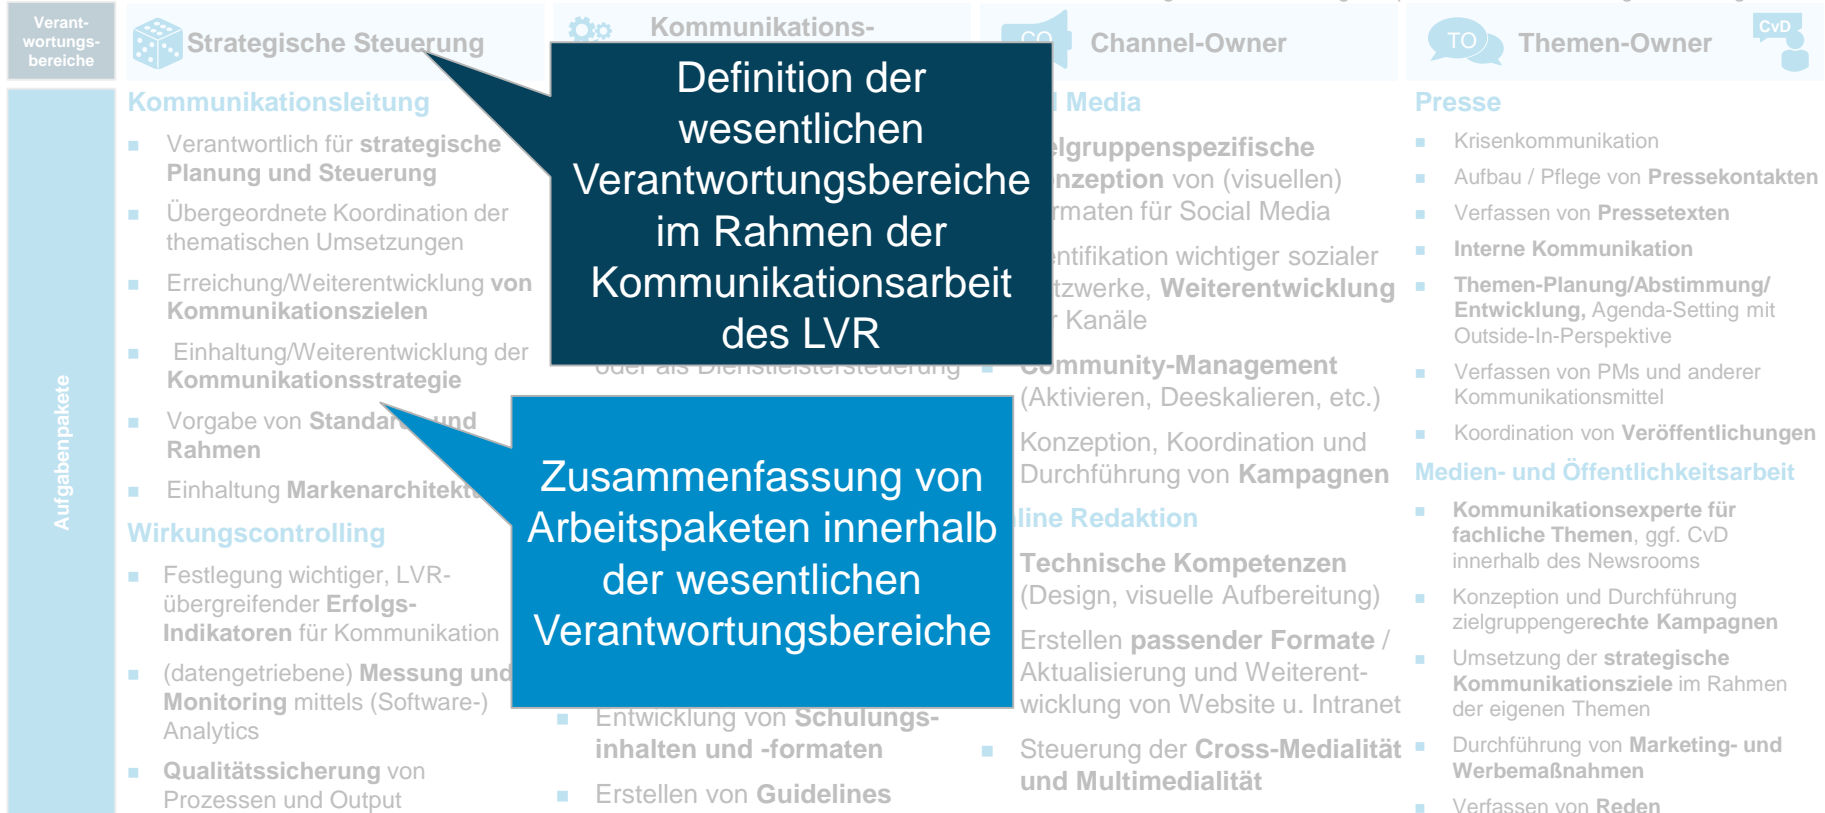 Verant-
wortungs-
bereiche
Strategische Steuerung
Kommunikations-
CO
Channel-Owner
TO
Themen-Owner
CvD
Aufgabenpakete
Kommunikationsleitung
Verantwortlich für strategische
Planung und Steuerung
Übergeordnete Koordination der
thematischen Umsetzungen
Erreichung/Weiterentwicklung von
Kommunikationszielen
Einhaltung/Weiterentwicklung der
Kommunikationsstrategie
Vorgabe von Standards und
Rahmen
Einhaltung Markenarchitektur
Wirkungscontrolling
Festlegung wichtiger, LVR-
übergreifender Erfolgs-
Indikatoren für Kommunikation
(datengetriebene) Messung und
Monitoring mittels (Software-)
Analytics
Qualitätssicherung von
Prozessen und Output
Definition der
wesentlichen
Verantwortungsbereiche
im Rahmen der
Kommunikationsarbeit
des LVR
oder als Dienstleistersteuerung
Zusammenfassung von
Arbeitspaketen innerhalb
der wesentlichen
Verantwortungsbereiche
Entwicklung von Schulungs-
inhalten und -formaten
Erstellen von Guidelines
Media
elgruppenspezifische
nzeption von (visuellen)
rmaten für Social Media
entifikation wichtiger sozialer
tzwerke, Weiterentwicklung
r Kanäle
Community-Management
(Aktivieren, Deeskalieren, etc.)
Konzeption, Koordination und
Durchführung von Kampagnen
line Redaktion
Technische Kompetenzen
(Design, visuelle Aufbereitung)
Erstellen passender Formate /
Aktualisierung und Weiterent-
wicklung von Website u. Intranet
Steuerung der Cross-Medialität
und Multimedialität
Presse
Krisenkommunikation
Aufbau / Pflege von Pressekontakten
Verfassen von Pressetexten
Interne Kommunikation
Themen-Planung/Abstimmung/
Entwicklung, Agenda-Setting mit
Outside-In-Perspektive
Verfassen von PMs und anderer
Kommunikationsmittel
Koordination von Veröffentlichungen
Medien- und Öffentlichkeitsarbeit
Kommunikationsexperte für
fachliche Themen, ggf. CvD
innerhalb des Newsrooms
Konzeption und Durchführung
zielgruppengerechte Kampagnen
Umsetzung der strategische
Kommunikationsziele im Rahmen
der eigenen Themen
Durchführung von Marketing- und
Werbemaßnahmen
Verfassen von Reden